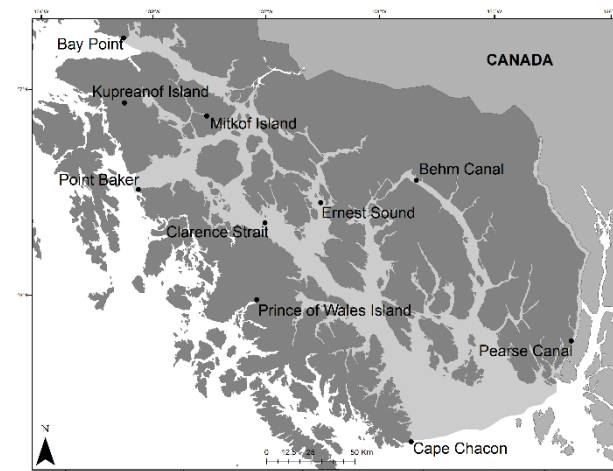 CANADA
Bay Point
Kupreanof Island
Mitkof Island
Behm Canal
Point Baker
Ernest Sound
Clarence Strait
Prince of Wales Island
Pearse Canal
N
0 12.5 25 50 Km
Cape Chacon